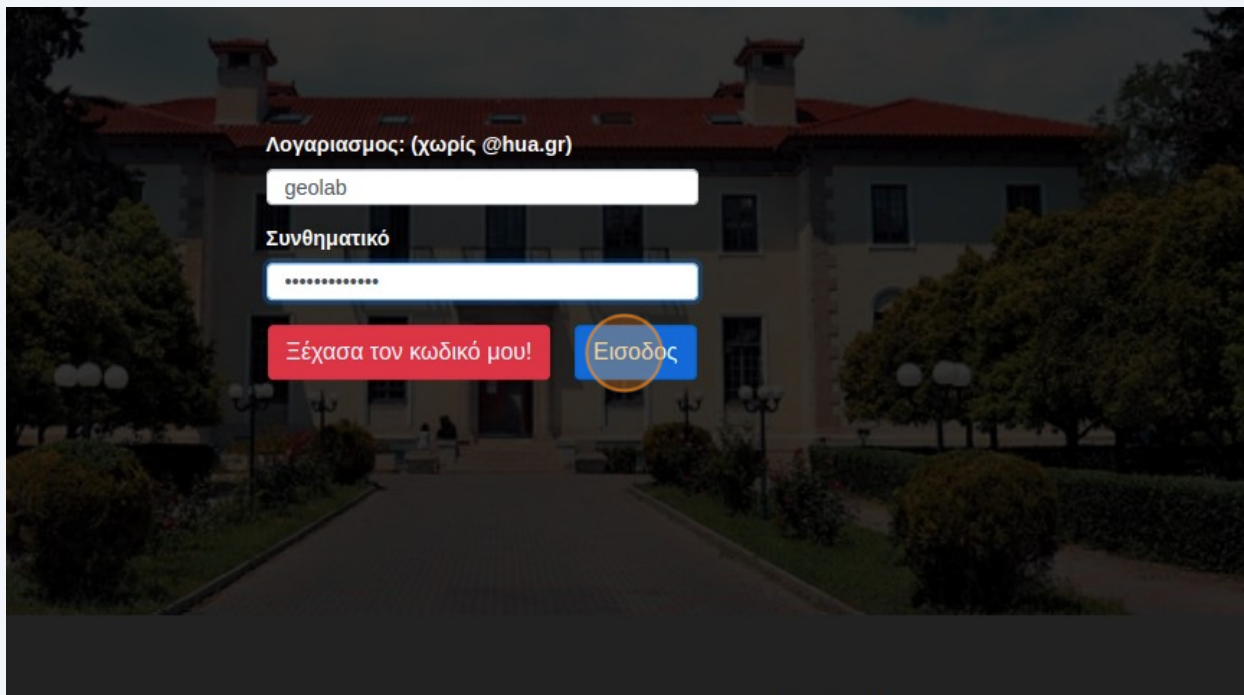 Λογαριασμος: (χωρίς @hua.gr)
geolab
Συνθηματικό
•••••••••••••
Ξέχασα τον κωδικό μου!
Εισοδος